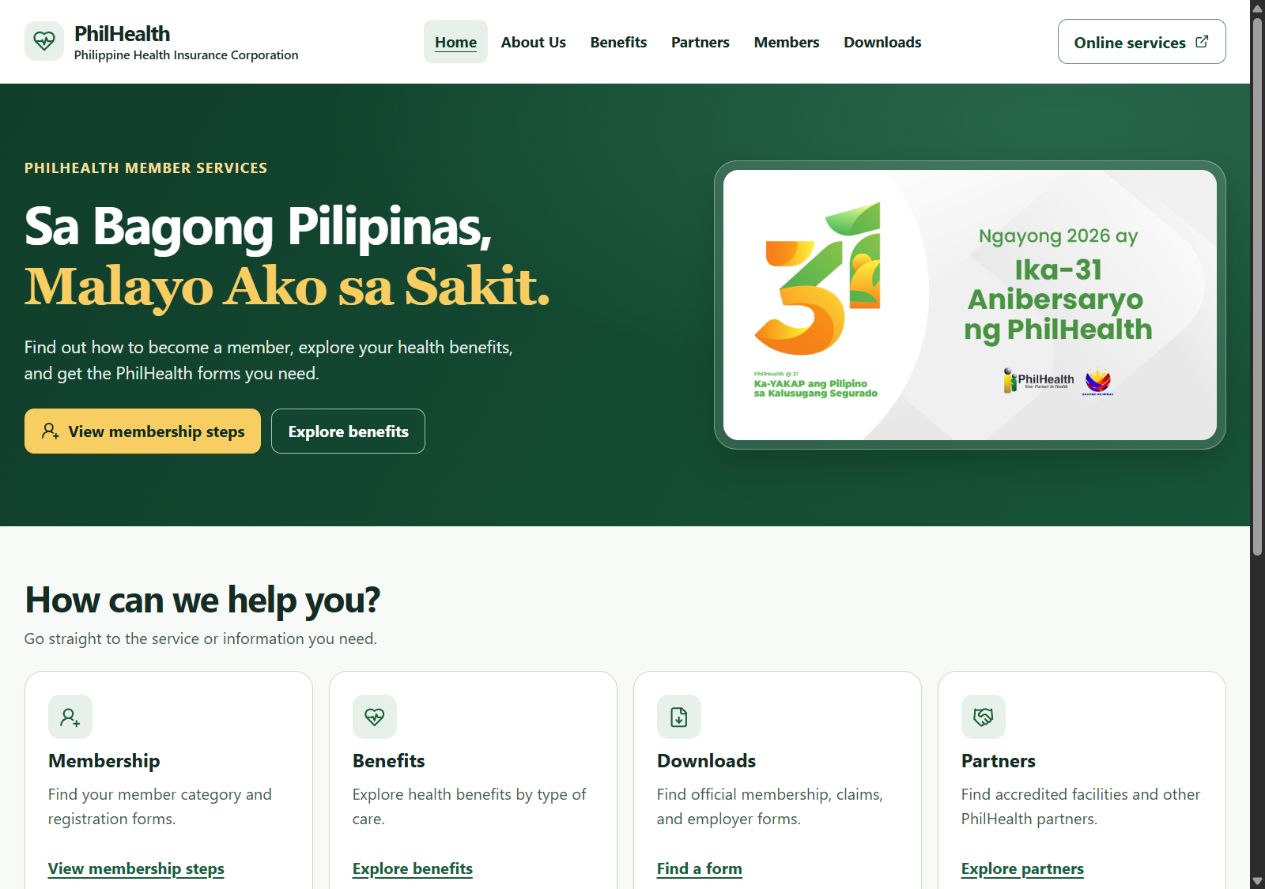 PhilHealth
Philippine Health Insurance Corporation
Home
About Us
Benefits
Partners
Members
Downloads
Online services
PHILHEALTH MEMBER SERVICES
Sa Bagong Pilipinas,
Malayo Ako sa Sakit.
Find out how to become a member, explore your health benefits,
and get the PhilHealth forms you need.
View membership steps
Explore benefits
31
PhilHealth @ 31
Ka-YAKAP ang Pilipino
sa Kalusugang Segurado
Ngayong 2026 ay
Ika-31
Anibersaryo
ng PhilHealth
PhilHealth
Your Partner in Health
How can we help you?
Go straight to the service or information you need.
Membership
Find your member category and
registration forms.
View membership steps
Benefits
Explore health benefits by type of
care.
Explore benefits
Downloads
Find official membership, claims,
and employer forms.
Find a form
Partners
Find accredited facilities and other
PhilHealth partners.
Explore partners